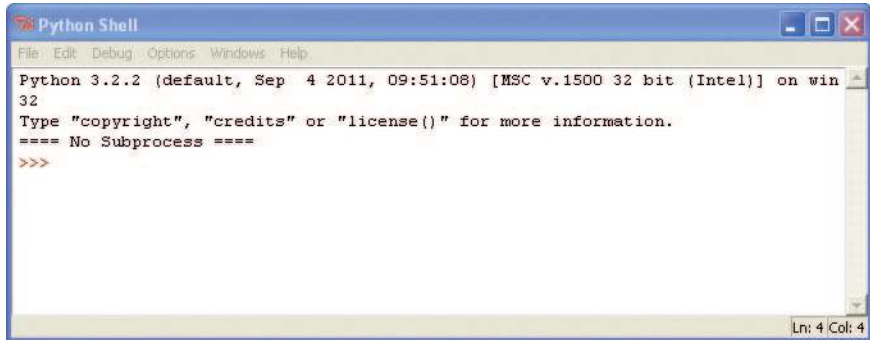 Python Shell
File Edit Debug Options Windows Help
Python 3.2.2 (default, Sep  4 2011, 09:51:08) [MSC v.1500 32 bit (Intel)] on win
32
Type "copyright", "credits" or "license()" for more information.
==== No Subprocess ====
>>>
Ln: 4 Col: 4